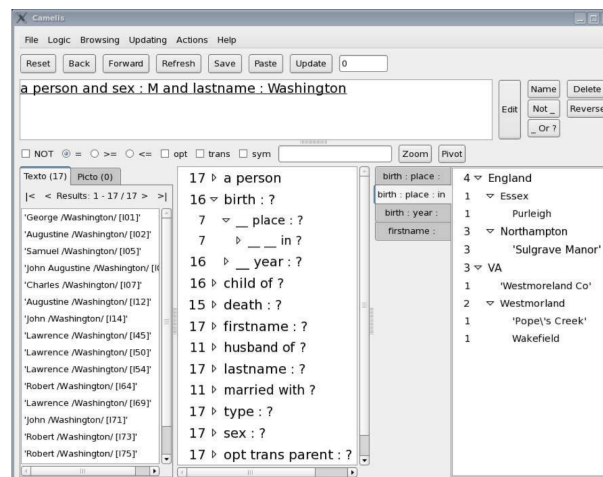 Camelis
File Logic Browsing Updating Actions Help
Reset Back Forward Refresh Save Paste Update 0
a person and sex : M and lastname : Washington
Edit
Name Delete
Not _ Reverse
_ Or ?
NOT = >= <= opt trans sym Zoom Pivot
Texto (17) Picto (0)
|< < Results: 1 - 17 / 17 > >|
'George /Washington/ [I01]'
'Augustine /Washington/ [I02]'
'Samuel /Washington/ [I05]'
'John Augustine /Washington/ [I0
'Charles /Washington/ [I07]'
'Augustine /Washington/ [I12]'
'John /Washington/ [I14]'
'Lawrence /Washington/ [I45]'
'Lawrence /Washington/ [I50]'
'Lawrence /Washington/ [I54]'
'Robert /Washington/ [I64]'
'Lawrence /Washington/ [I69]'
'John /Washington/ [I71]'
'Robert /Washington/ [I73]'
'Robert /Washington/ [I75]'
17 a person
16 birth : ?
7 __ place : ?
7 __ __ in ?
16 __ year : ?
16 child of ?
15 death : ?
17 firstname : ?
11 husband of ?
17 lastname : ?
11 married with ?
17 type : ?
17 sex : ?
17 opt trans parent : ?
birth : place :
birth : place : in
birth : year :
firstname :
4 England
1 Essex
1 Purleigh
3 Northampton
3 'Sulgrave Manor'
3 VA
1 'Westmoreland Co'
2 Westmorland
1 'Pope\'s Creek'
1 Wakefield